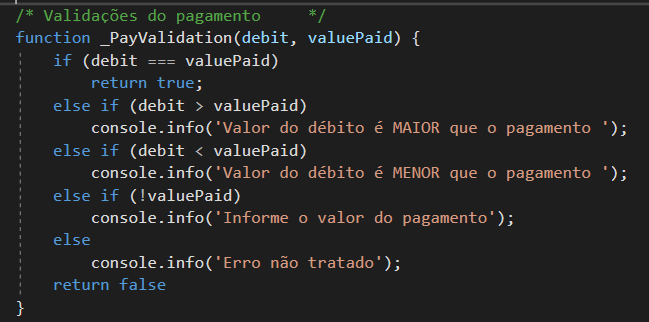 /* Validações do pagamento     */
function _PayValidation(debit, valuePaid) {
    if (debit === valuePaid)
        return true;
    else if (debit > valuePaid)
        console.info('Valor do débito é MAIOR que o pagamento ');
    else if (debit < valuePaid)
        console.info('Valor do débito é MENOR que o pagamento ');
    else if (!valuePaid)
        console.info('Informe o valor do pagamento');
    else
        console.info('Erro não tratado');
    return false
}